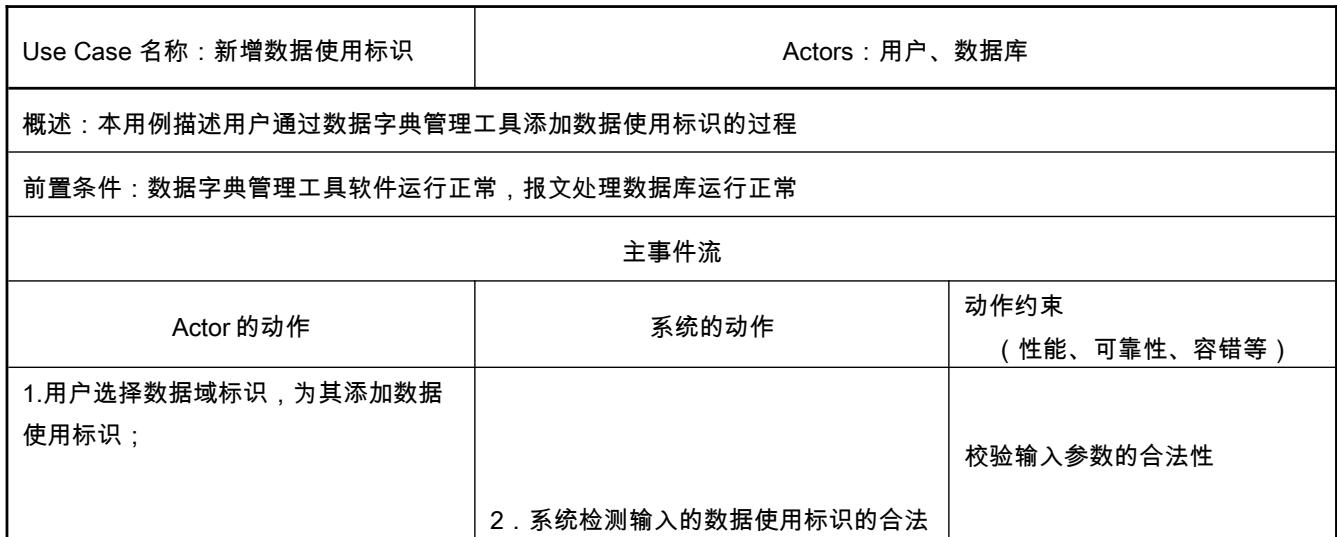 Use Case 名称：新增数据使用标识
Actors：用户、数据库
概述：本用例描述用户通过数据字典管理工具添加数据使用标识的过程
前置条件：数据字典管理工具软件运行正常，报文处理数据库运行正常
主事件流
Actor 的动作
系统的动作
动作约束
（性能、可靠性、容错等）
1.用户选择数据域标识，为其添加数据
使用标识；
校验输入参数的合法性
2．系统检测输入的数据使用标识的合法